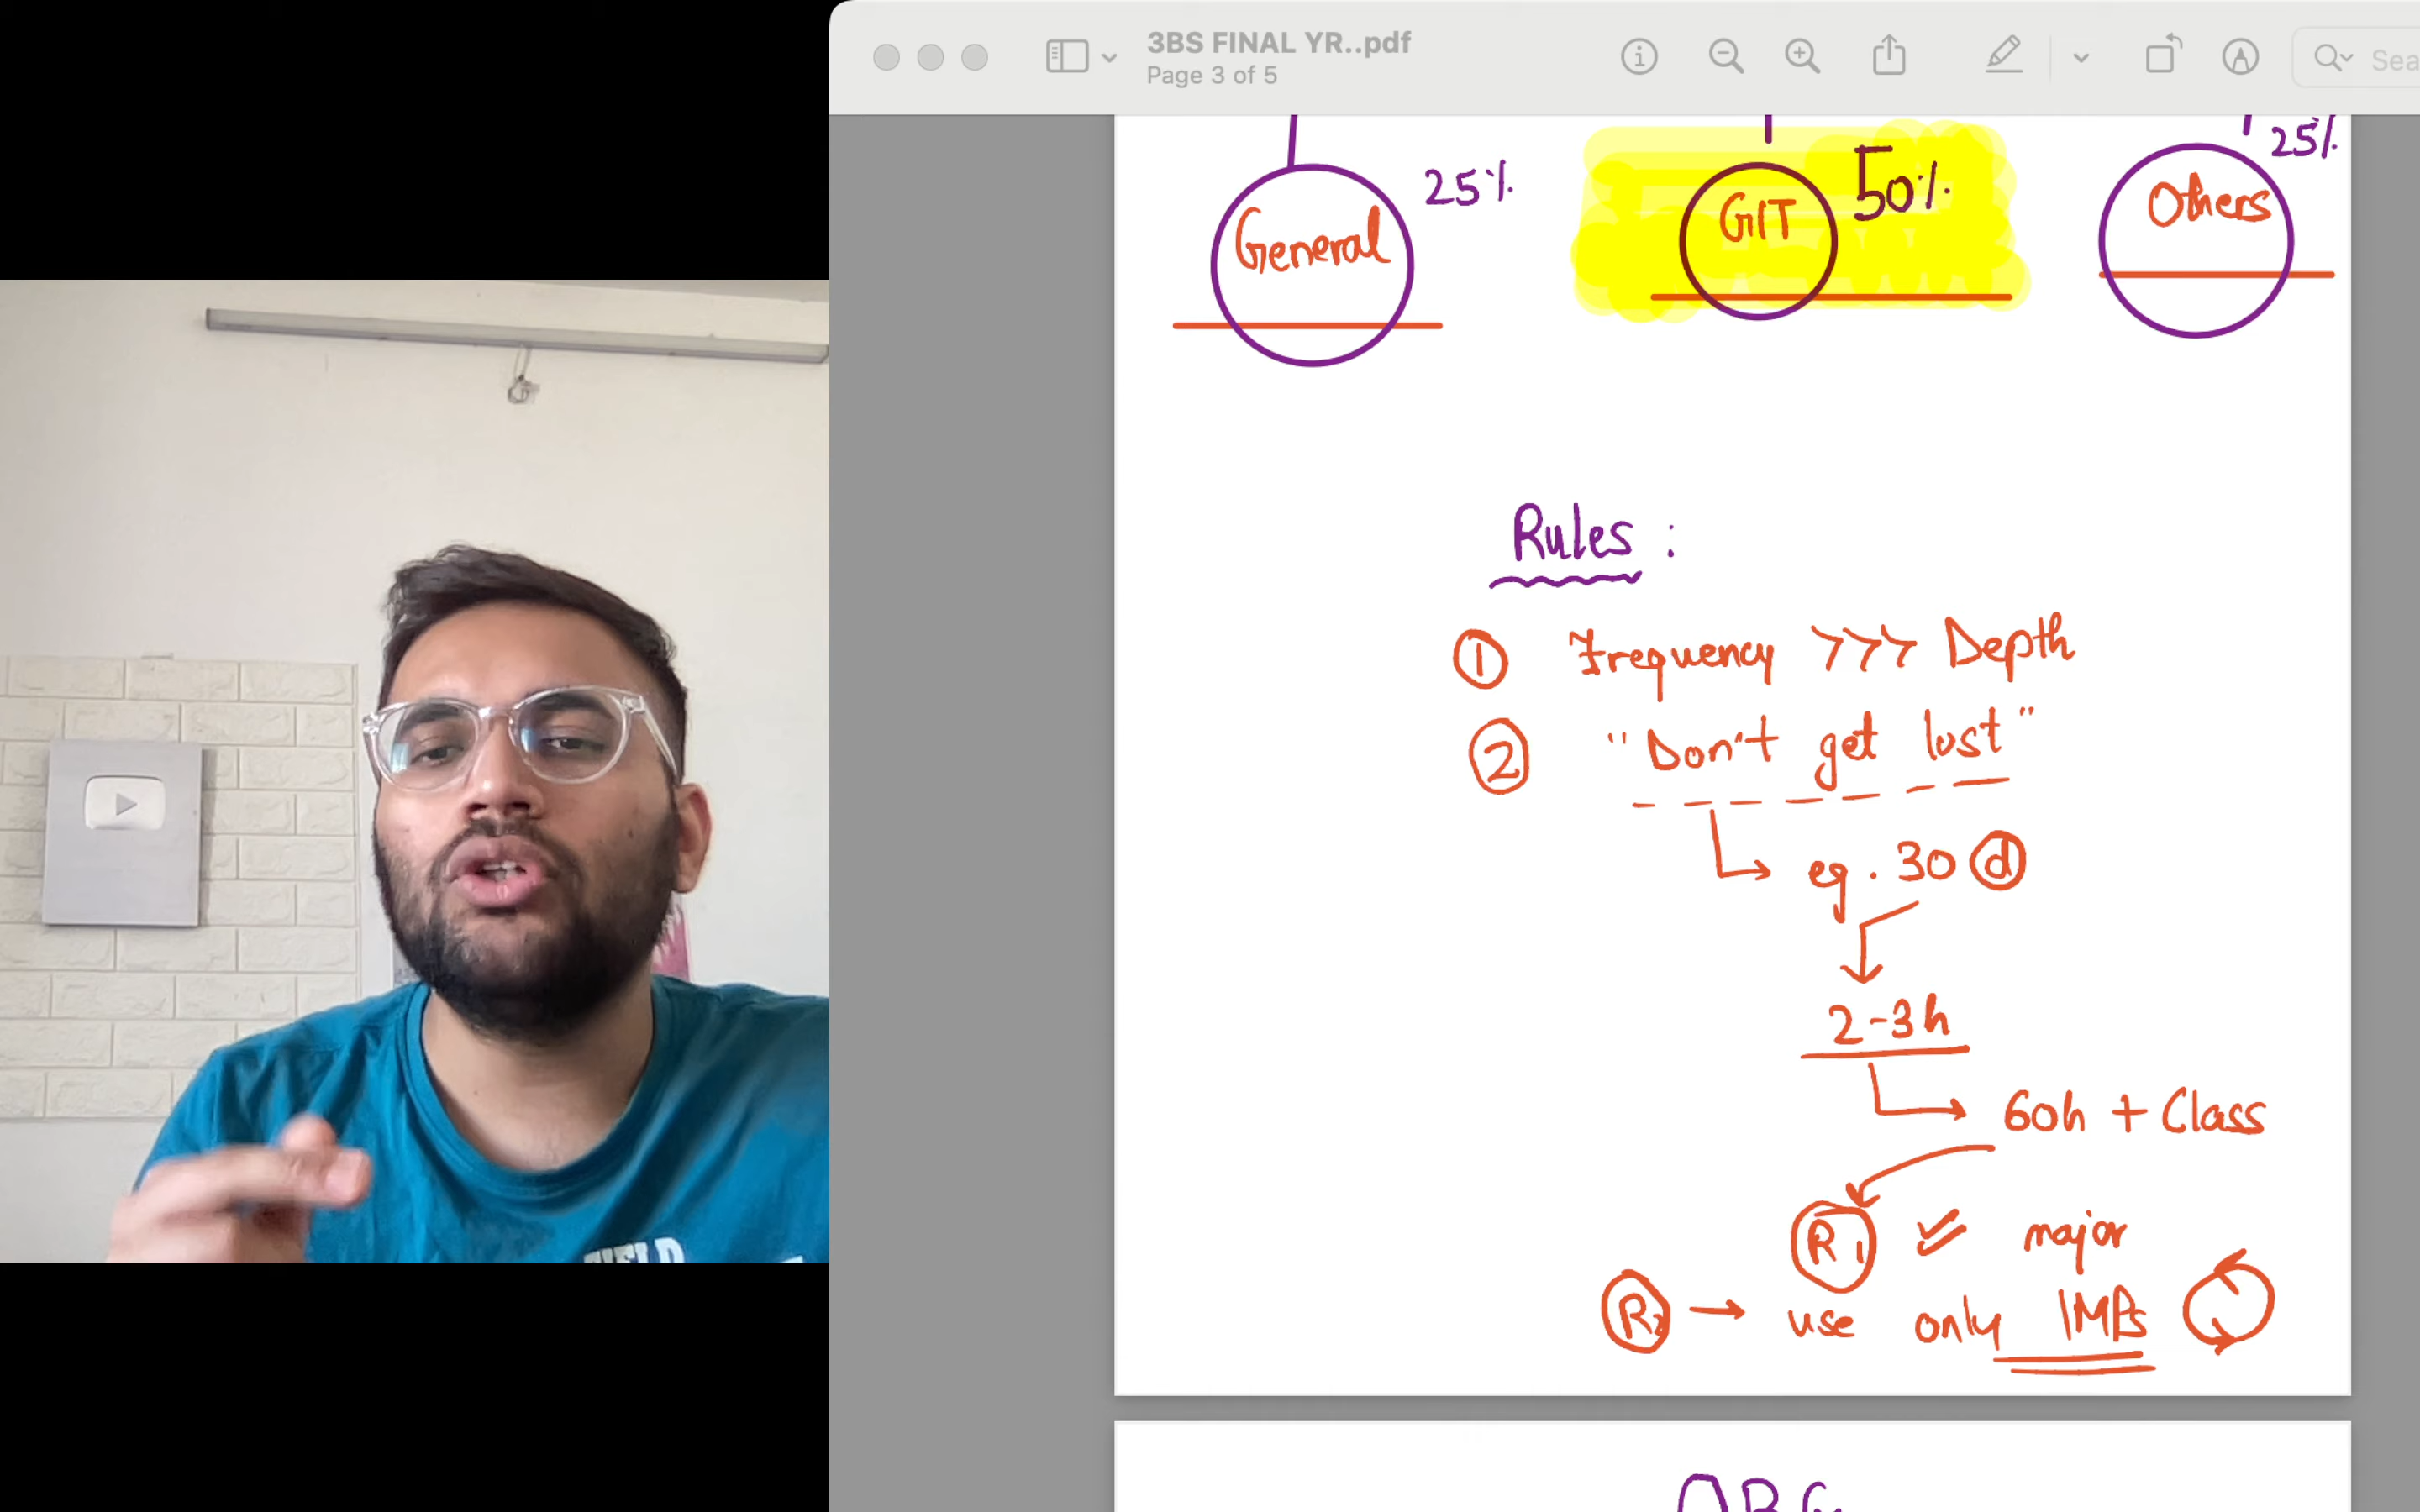 3BS FINAL YR..pdf
Page 3 of 5
Sea
General 25%
GIT 50%
Others 25%
Rules :
① Frequency >>> Depth
② "Don't get lost"
eg. 30 ⓓ
2-3h
60h + Class
R1 major
R2 → use only IMPs